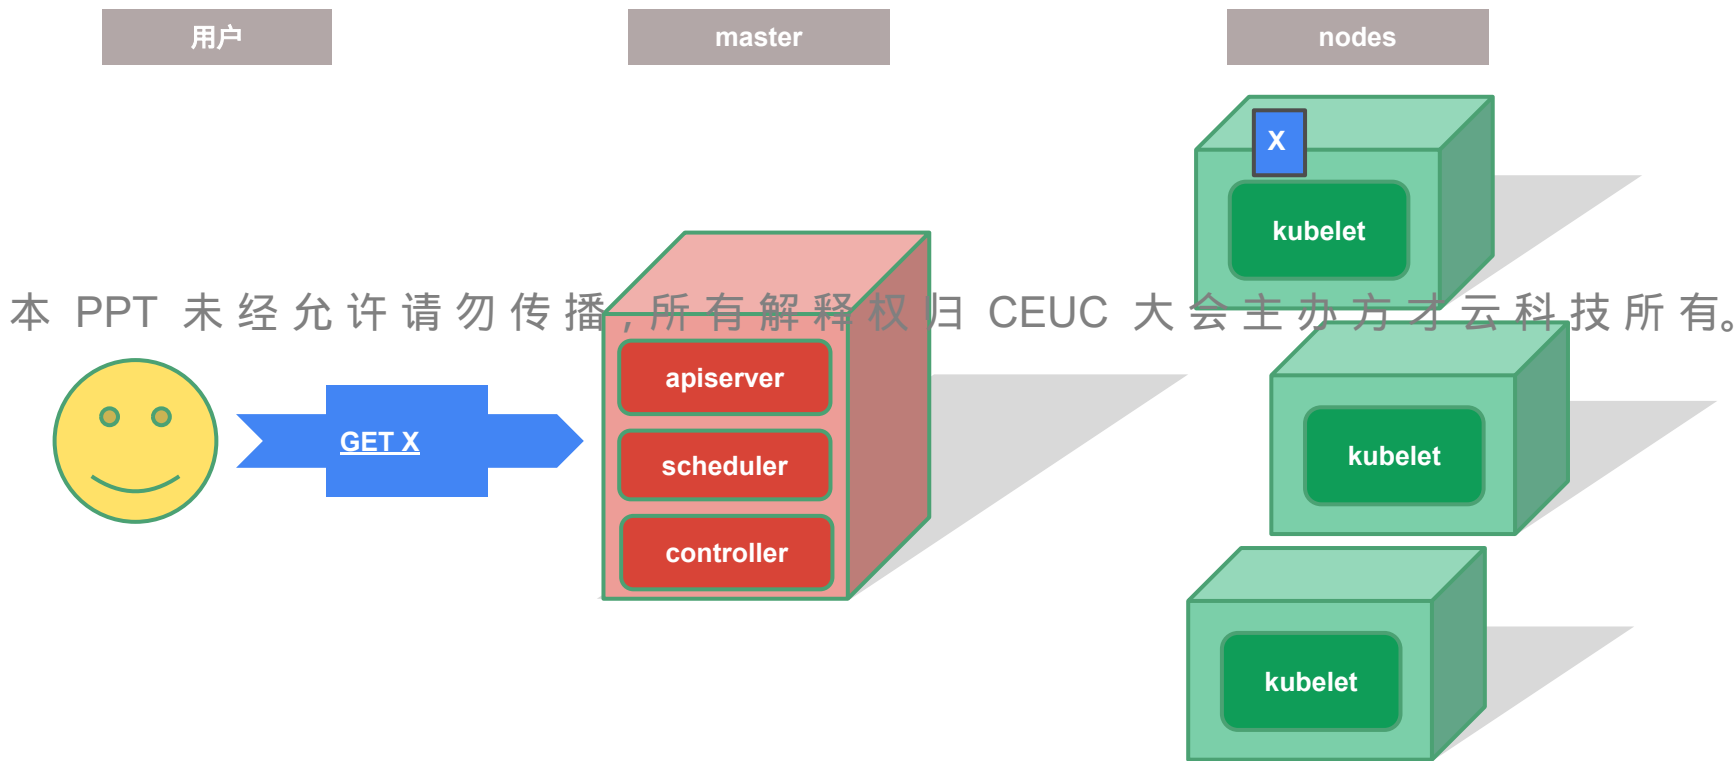 用户
master
nodes
X
kubelet
本 PPT 未经允许请勿传播，所有解释权归 CEUC 大会主办方才云科技所有。
apiserver
GET X
scheduler
kubelet
controller
kubelet